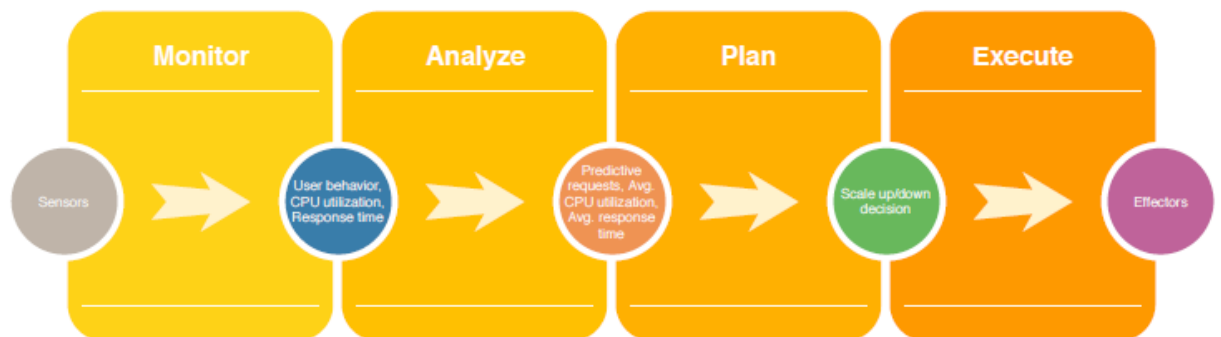 Monitor
Analyze
Plan
Execute
Sensors
User behavior,
CPU utilization,
Response time
Predictive
requests, Avg.
CPU utilization,
Avg. response
time
Scale up/down
decision
Effectors